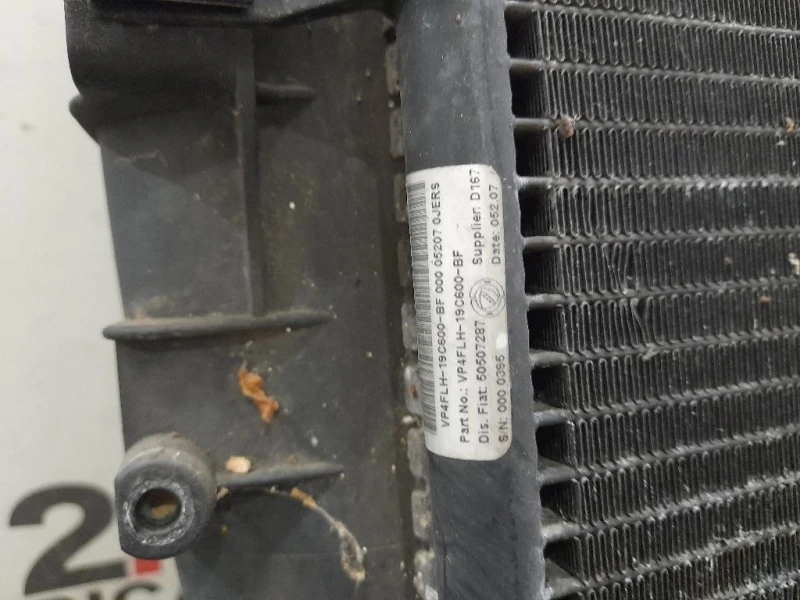 VP4FLH-19C600-BF 000 05207 0JERS
Part No.: VP4FLH-19C600-BF
Dis. Fiat: 50507287 Supplier: D167
S/N: 000 0395 Date: 052.07
2